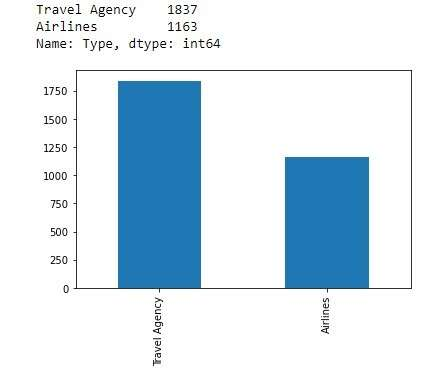 Travel Agency    1837
Airlines         1163
Name: Type, dtype: int64
1750
1500
1250
1000
750
500
250
0
Travel Agency
Airlines